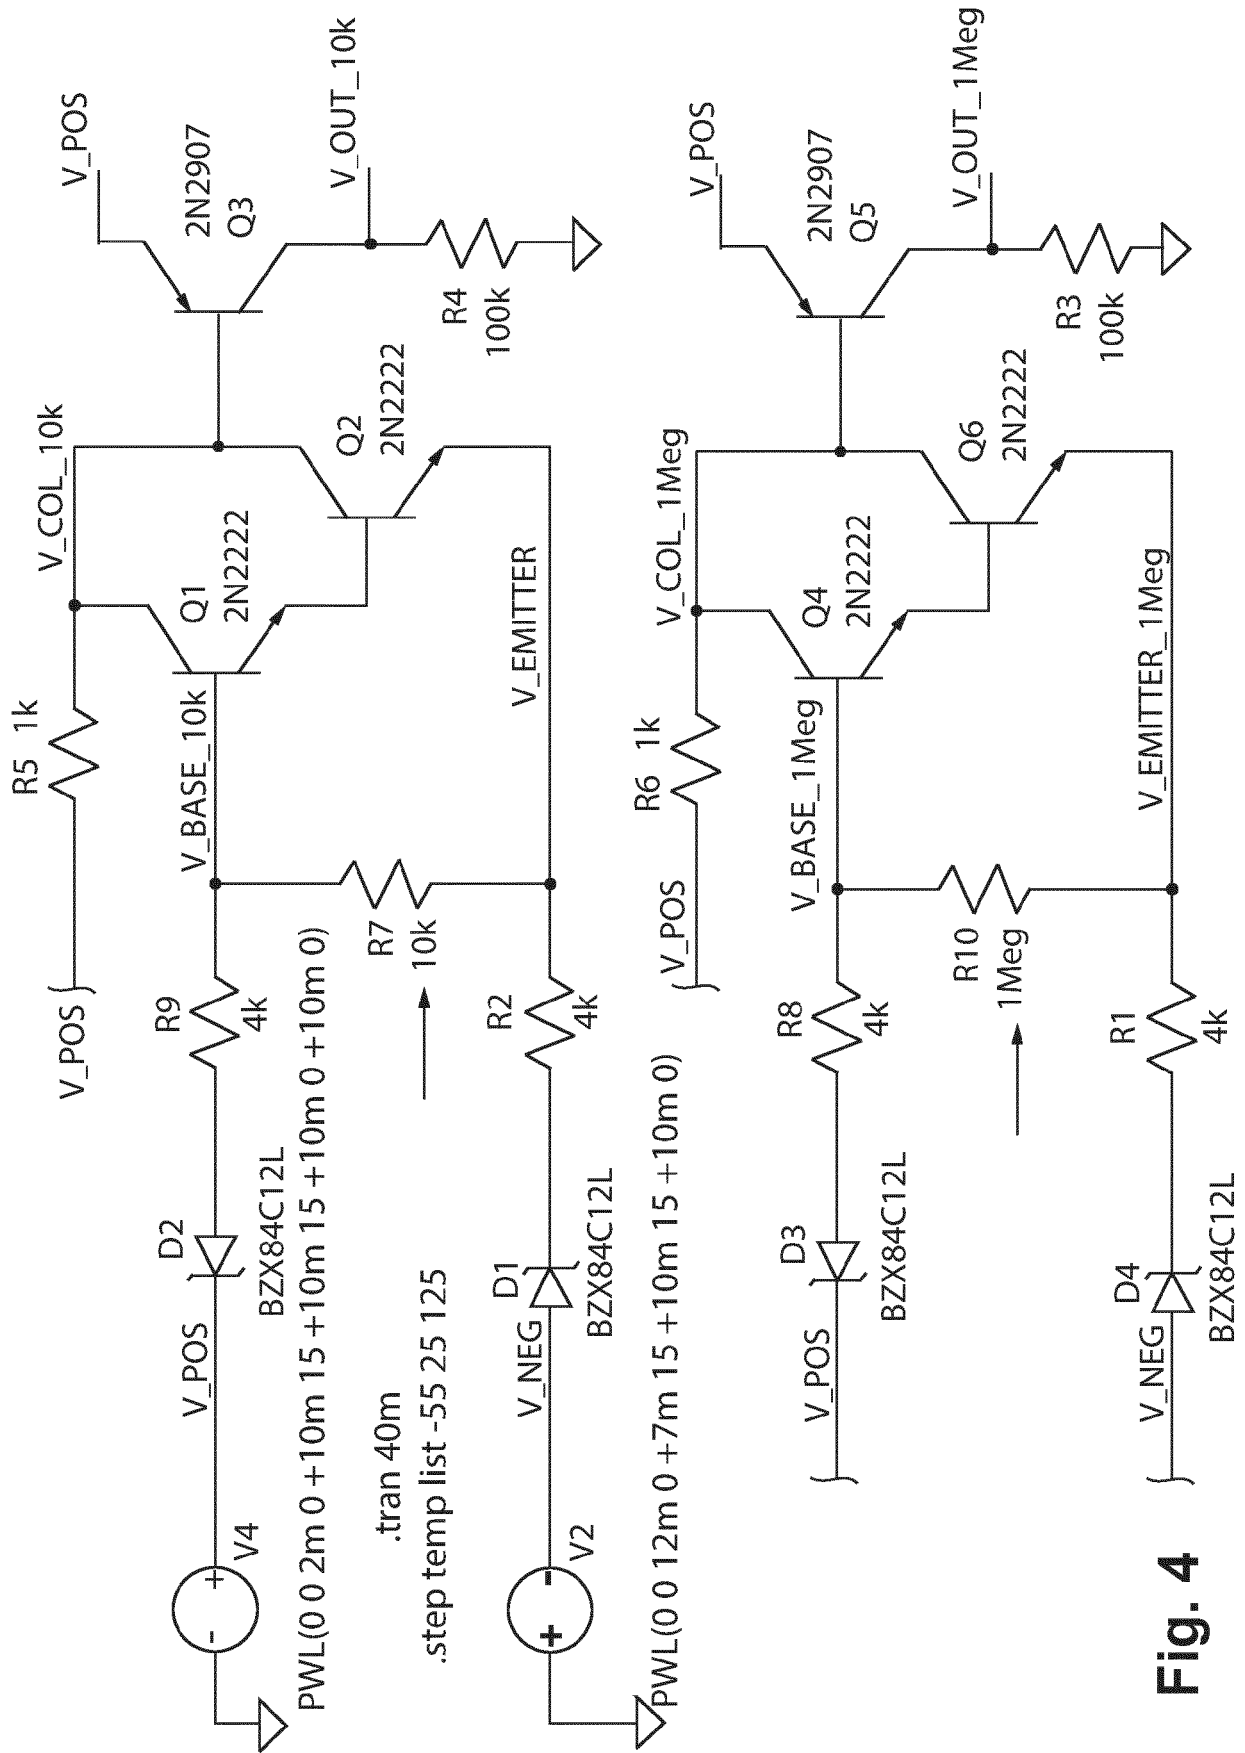 V_POS
R5 1k
V_COL_10k
V_POS
2N2907
Q3
V_OUT_10k
R4
100k
Q1
2N2222
Q2
2N2222
V_BASE_10k
V_EMITTER
R9
4k
R7
10k
R2
4k
D2
BZX84C12L
V_POS
V4
PWL(0 0 2m 0 +10m 15 +10m 15 +10m 0 +10m 0)
.tran 40m
.step temp list -55 25 125
D1
BZX84C12L
V_NEG
V2
PWL(0 0 12m 0 +7m 15 +10m 15 +10m 0)
+
-
+
-
V_POS
R6 1k
V_COL_1Meg
V_POS
2N2907
Q5
V_OUT_1Meg
R3
100k
Q4
2N2222
Q6
2N2222
V_BASE_1Meg
V_EMITTER_1Meg
R8
4k
R10
1Meg
R1
4k
D3
BZX84C12L
V_POS
D4
BZX84C12L
V_NEG
Fig. 4